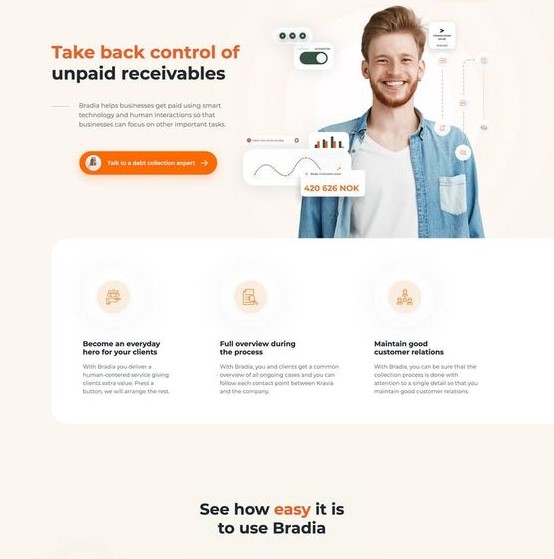 Take back control of
unpaid receivables
Bradia helps businesses get paid using smart
technology and human interactions so that
businesses can focus on other important tasks.
Talk to a debt collection expert
420 626 NOK
Become an everyday
hero for your clients
With Bradia you deliver a
human-centered service giving
clients extra value. Press a
button, we will arrange the rest.
Full overview during
the process
With Bradia, you and clients get a common
overview of all ongoing cases and you can
follow each contact point between Kravia
and the company.
Maintain good
customer relations
With Bradia, you can be sure that the
collection process is done with
attention to a single detail so that you
maintain good customer relations.
See how easy it is
to use Bradia